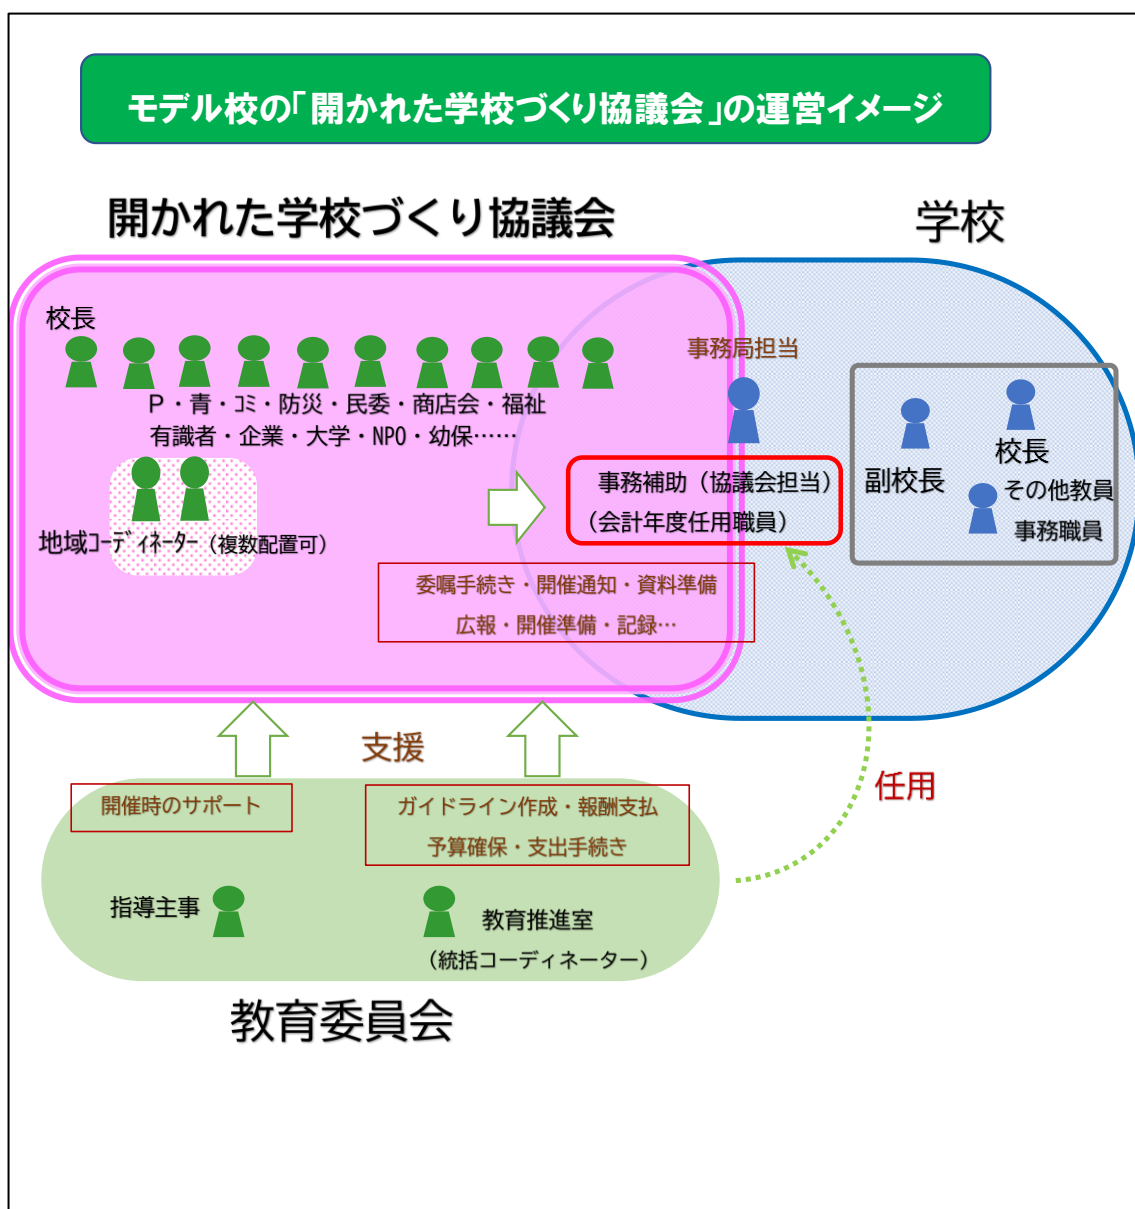 モデル校の「開かれた学校づくり協議会」の運営イメージ
開かれた学校づくり協議会
学校
校長
P・青・コミ・防災・民委・商店会・福祉
有識者・企業・大学・NPO・幼保……
地域コーディネーター（複数配置可）
事務局担当
事務補助（協議会担当）
（会計年度任用職員）
委嘱手続き・開催通知・資料準備
広報・開催準備・記録…
副校長
校長
その他教員
事務職員
支援
任用
開催時のサポート
ガイドライン作成・報酬支払
予算確保・支出手続き
指導主事
教育推進室
（統括コーディネーター）
教育委員会